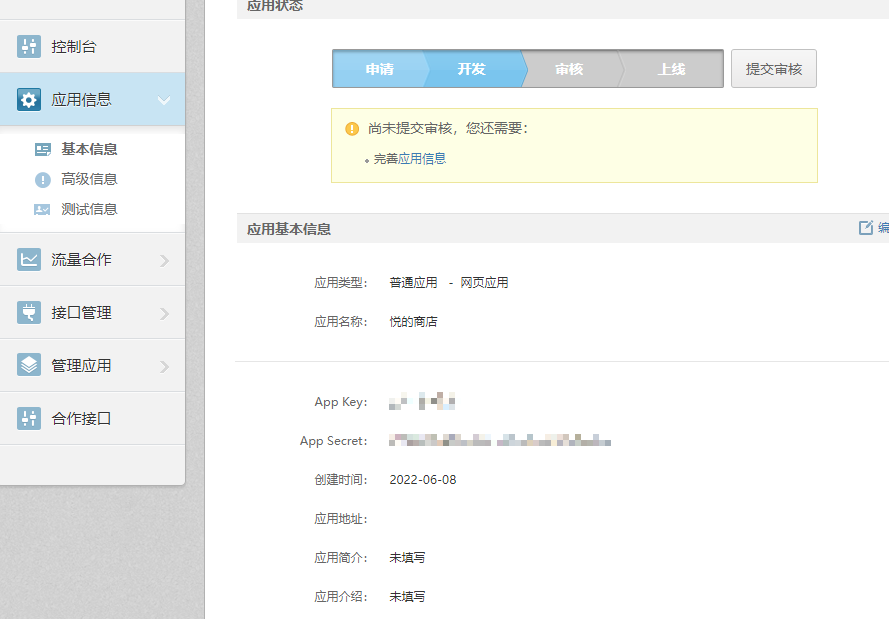 应用状态
控制台
应用信息
基本信息
高级信息
测试信息
流量合作
接口管理
管理应用
合作接口
申请
开发
审核
上线
提交审核
尚未提交审核，您还需要：
完善应用信息
应用基本信息
编
应用类型： 普通应用 - 网页应用
应用名称： 悦的商店
App Key:
App Secret:
创建时间： 2022-06-08
应用地址：
应用简介： 未填写
应用介绍： 未填写